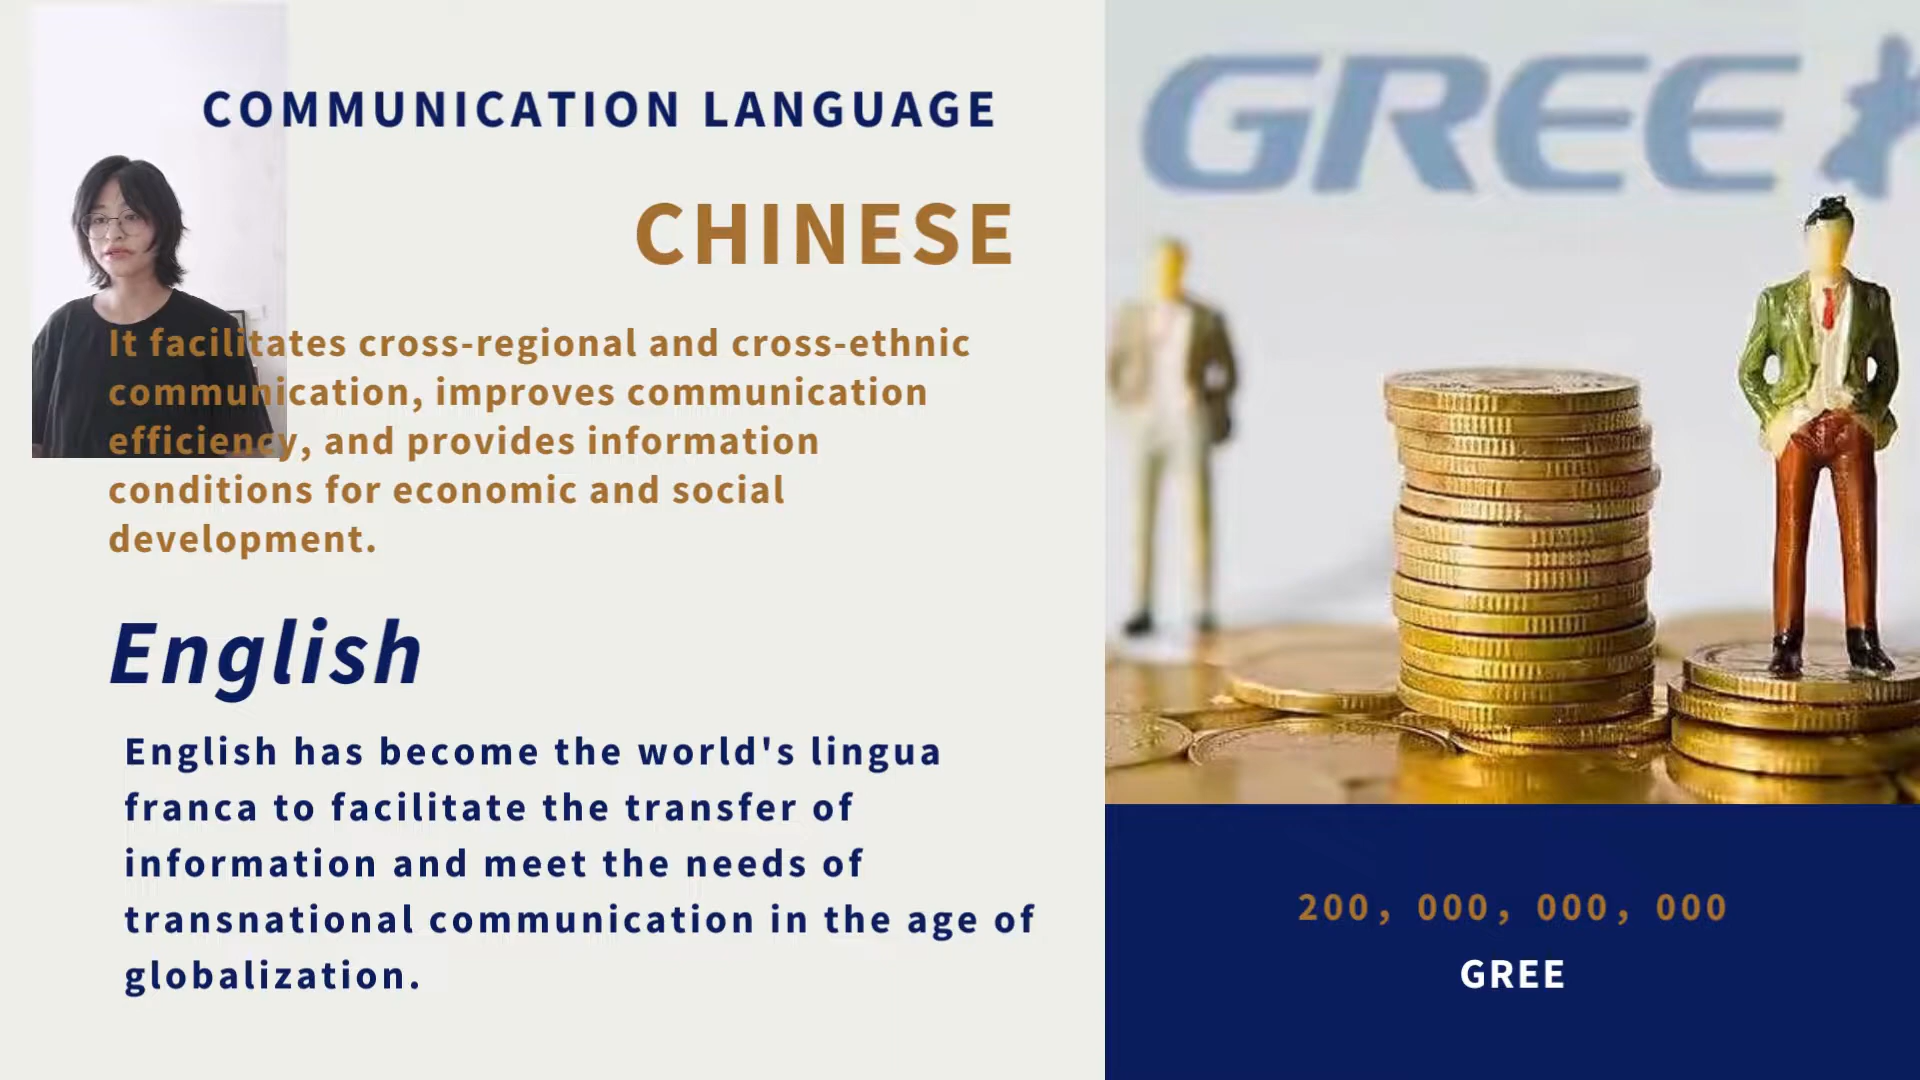 COMMUNICATION LANGUAGE
CHINESE
It facilitates cross-regional and cross-ethnic
communication, improves communication
efficiency, and provides information
conditions for economic and social
development.
English
English has become the world's lingua
franca to facilitate the transfer of
information and meet the needs of
transnational communication in the age of
globalization.
GREE
200, 000, 000, 000
GREE